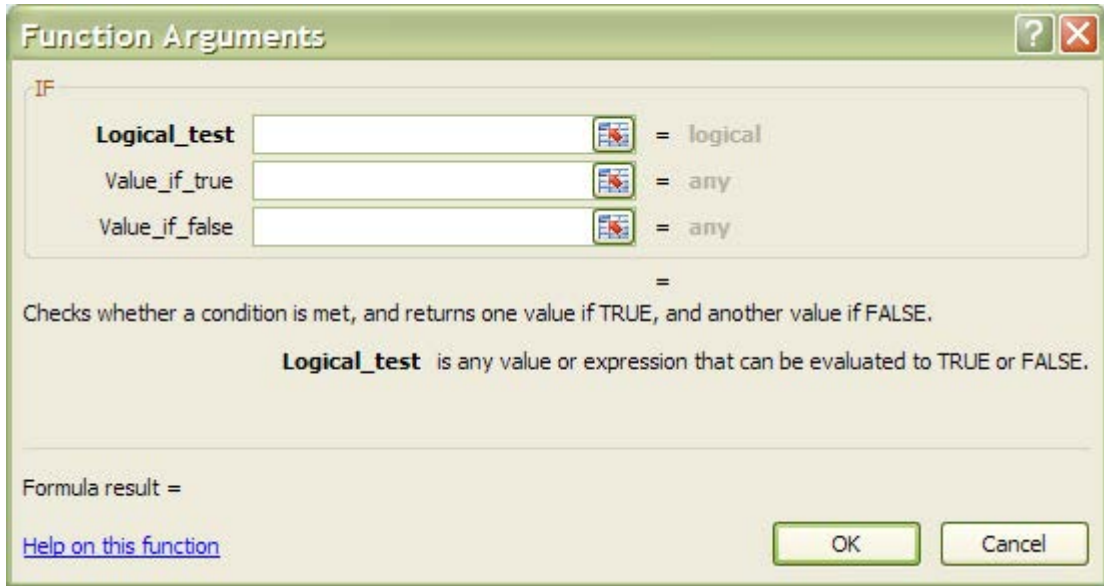 Function Arguments
?
IF
Logical_test = logical
Value_if_true = any
Value_if_false = any
=
Checks whether a condition is met, and returns one value if TRUE, and another value if FALSE.
Logical_test is any value or expression that can be evaluated to TRUE or FALSE.
Formula result =
Help on this function OK Cancel